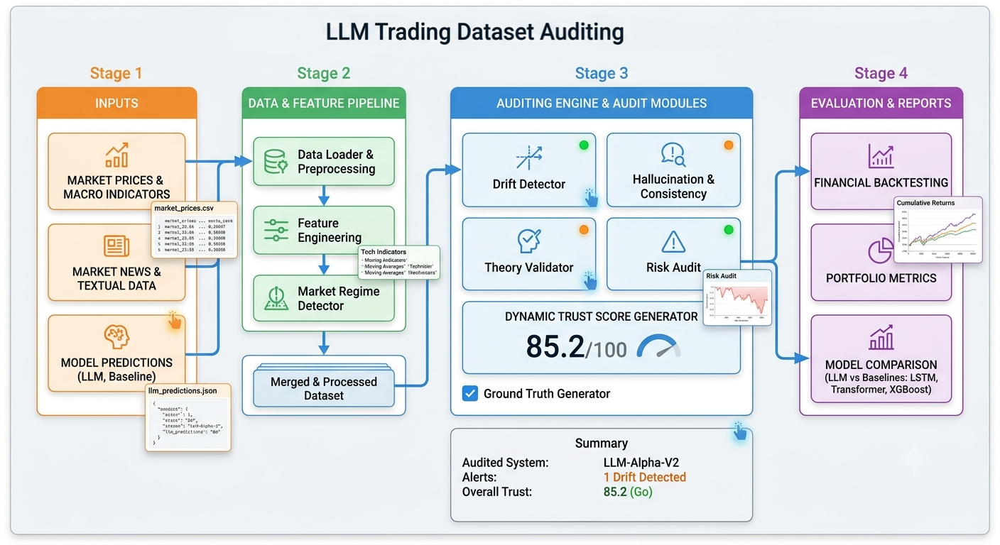 LLM Trading Dataset Auditing
Stage 1
INPUTS
MARKET PRICES &
MACRO INDICATORS
market_prices.csv
MARKET NEWS &
TEXTUAL DATA
MODEL PREDICTIONS
(LLM, Baseline)
llm_predictions.json
Stage 2
DATA & FEATURE PIPELINE
Data Loader &
Preprocessing
Feature
Engineering
Tech Indicators
Market Regime
Detector
Merged & Processed
Dataset
Stage 3
AUDITING ENGINE & AUDIT MODULES
Drift Detector
Hallucination &
Consistency
Theory Validator
Risk Audit
Risk Audit
DYNAMIC TRUST SCORE GENERATOR
85.2/100
Ground Truth Generator
Summary
Audited System: LLM-Alpha-V2
Alerts: 1 Drift Detected
Overall Trust: 85.2 (Go)
Stage 4
EVALUATION & REPORTS
FINANCIAL BACKTESTING
Cumulative Returns
PORTFOLIO METRICS
MODEL COMPARISON
(LLM vs Baselines: LSTM,
Transformer, XGBoost)